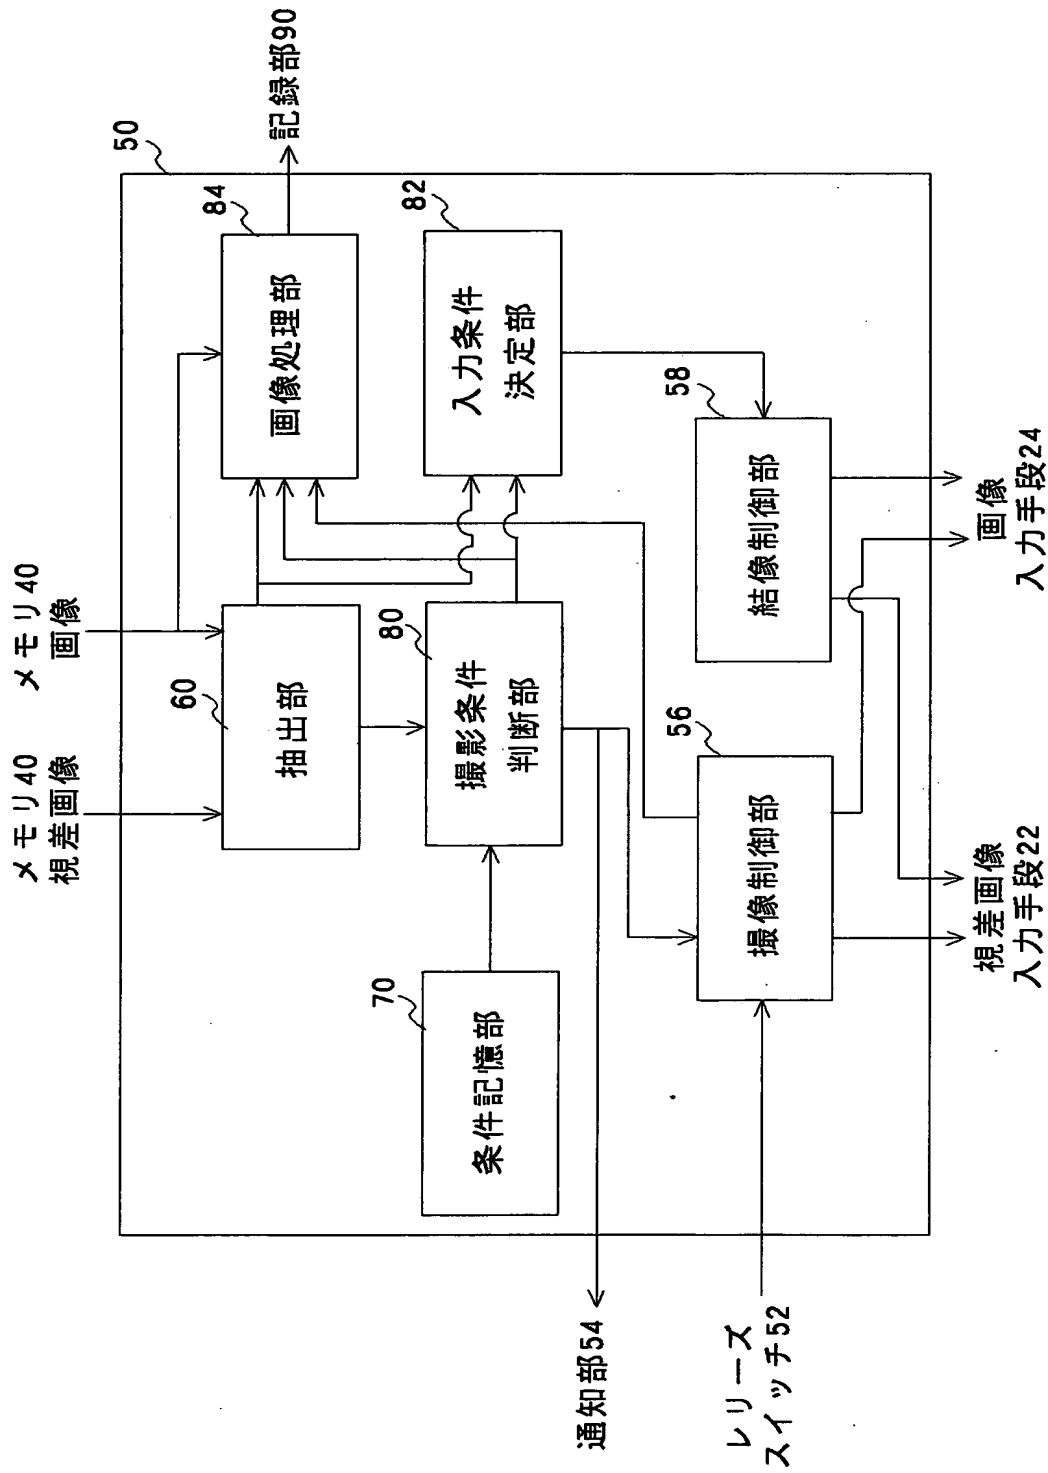 メモリ40
視差画像
メモリ40
画像
50
60
抽出部
84
画像処理部
記録部90
70
条件記憶部
80
撮影条件
判断部
82
入力条件
決定部
通知部54
56
撮像制御部
58
結像制御部
レリーズ
スイッチ52
視差画像
入力手段22
画像
入力手段24